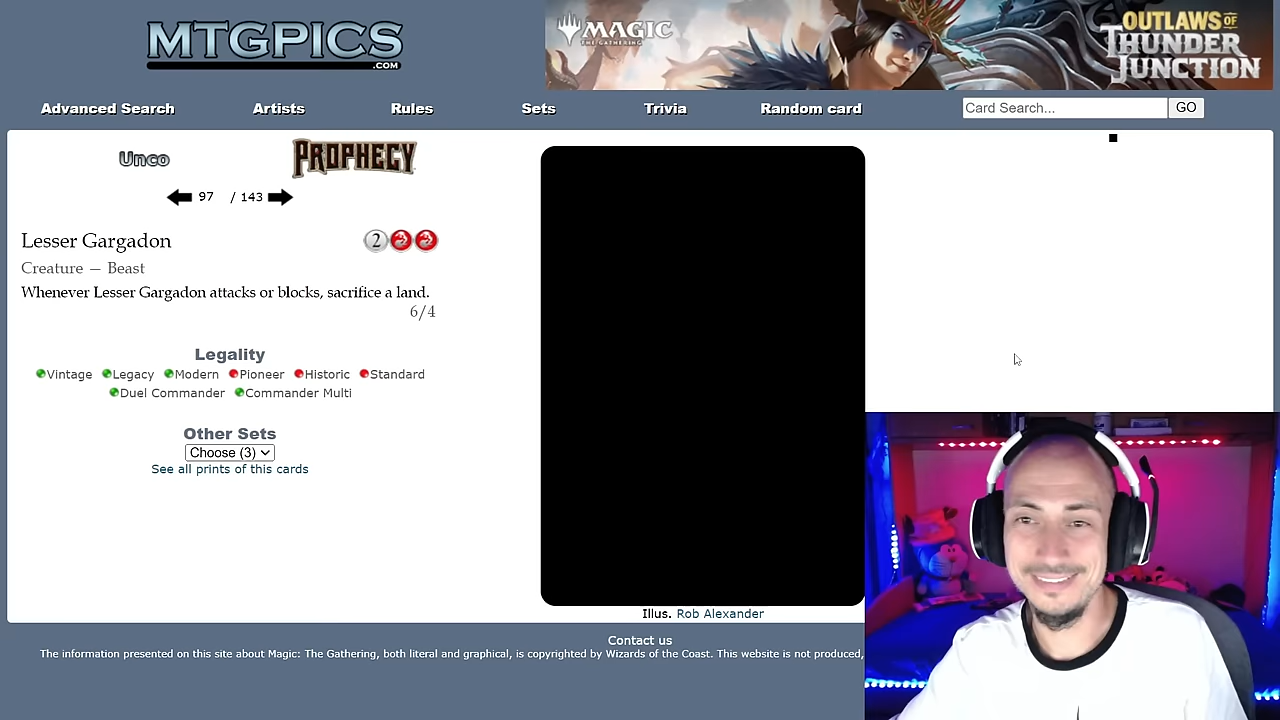 MTGPICS
.COM
MAGIC
THE GATHERING
OUTLAWS OF
THUNDER
JUNCTION
Advanced Search Artists Rules Sets Trivia Random card Card Search... GO
Unco PROPHECY
97 / 143
Lesser Gargadon 2
Creature — Beast
Whenever Lesser Gargadon attacks or blocks, sacrifice a land.
6/4
Legality
Vintage Legacy Modern Pioneer Historic Standard
Duel Commander Commander Multi
Other Sets
Choose (3)
See all prints of this cards
Illus. Rob Alexander
Contact us
The information presented on this site about Magic: The Gathering, both literal and graphical, is copyrighted by Wizards of the Coast. This website is not produced,